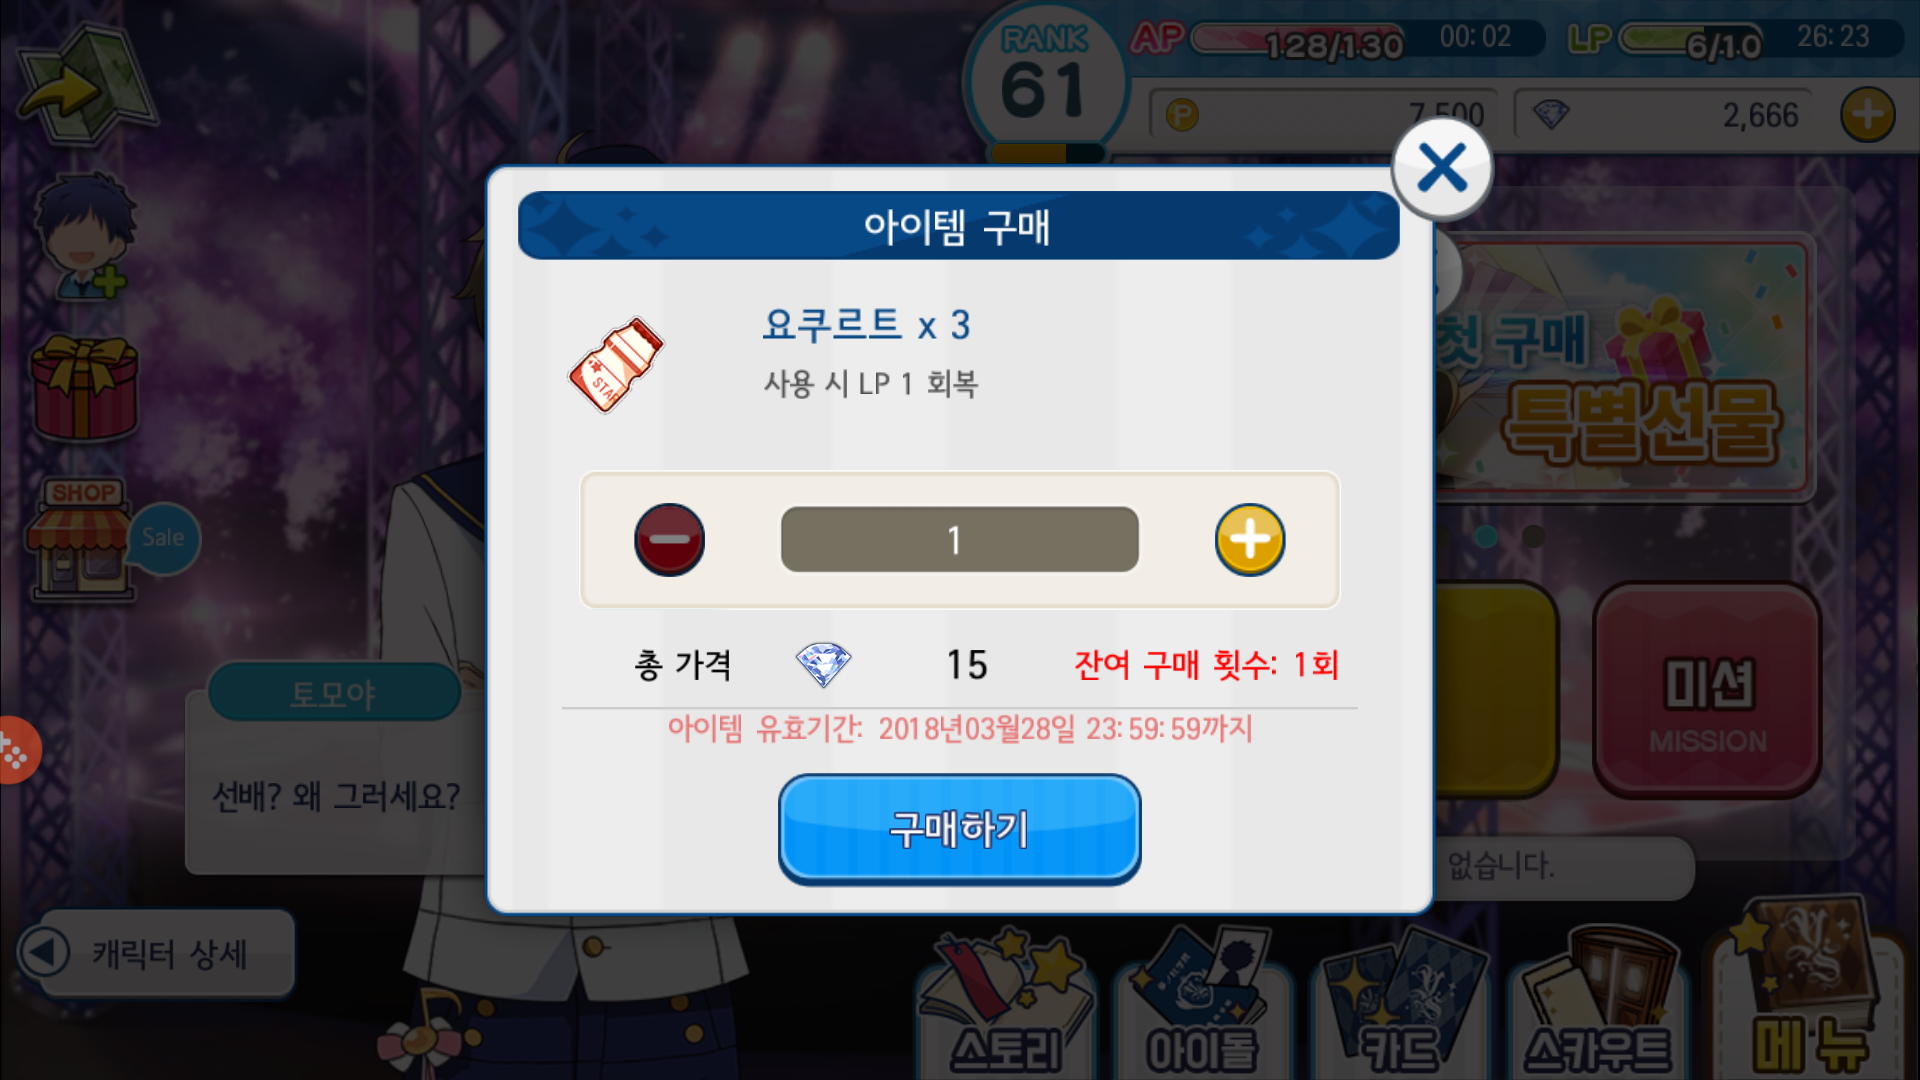 RANK
61
AP
128/130
00:02
LP
6/10
26:23
P
7,500
2,666
아이템 구매
요쿠르트 x 3
사용 시 LP 1 회복
STAR
첫 구매
특별선물
1
SHOP
Sale
총 가격
15
잔여 구매 횟수: 1회
아이템 유효기간: 2018년03월28일 23:59:59까지
구매하기
미션
MISSION
토모야
선배? 왜 그러세요?
없습니다.
캐릭터 상세
스토리
아이돌
카드
스카우트
메뉴